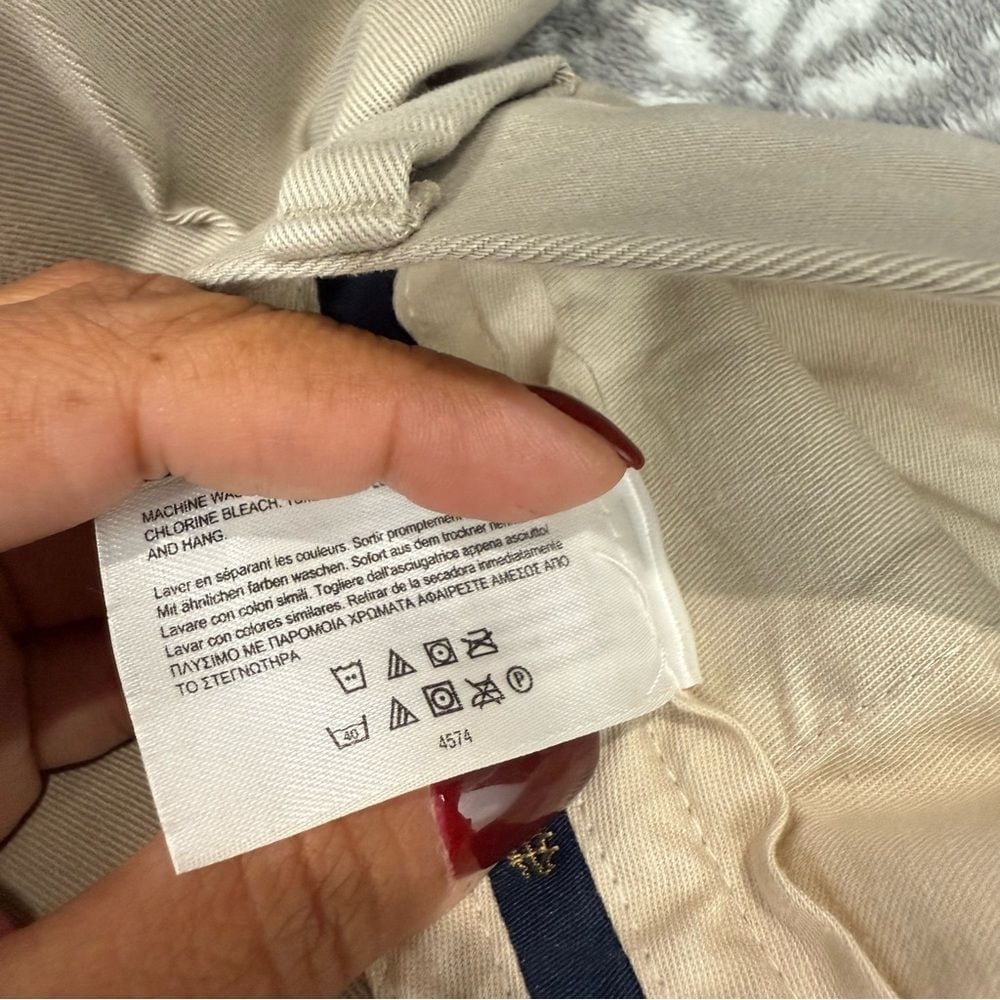 MACHINE
CHLORINE BLEACH.
AND HANG.
Laver en séparant les couleurs. Sortir
Mit ähnlichen farben waschen. Sofort aus dem trockner
Lavare con colori simili. Togliere dall'asciugatrice appena asciutto/
Lavar con colores similares. Retirar de la secadora inmediatamente
ΠΛΥΣΙΜΟ ΜΕ ΠΑΡΟΜΟΙΑ ΧΡΩΜΑΤΑ ΑΦΑΙΡΕΣΤΕ ΑΜΕΣΩΣ ΑΠΟ
ΤΟ ΣΤΕΓΝΩΤΗΡΑ
40 P
4574